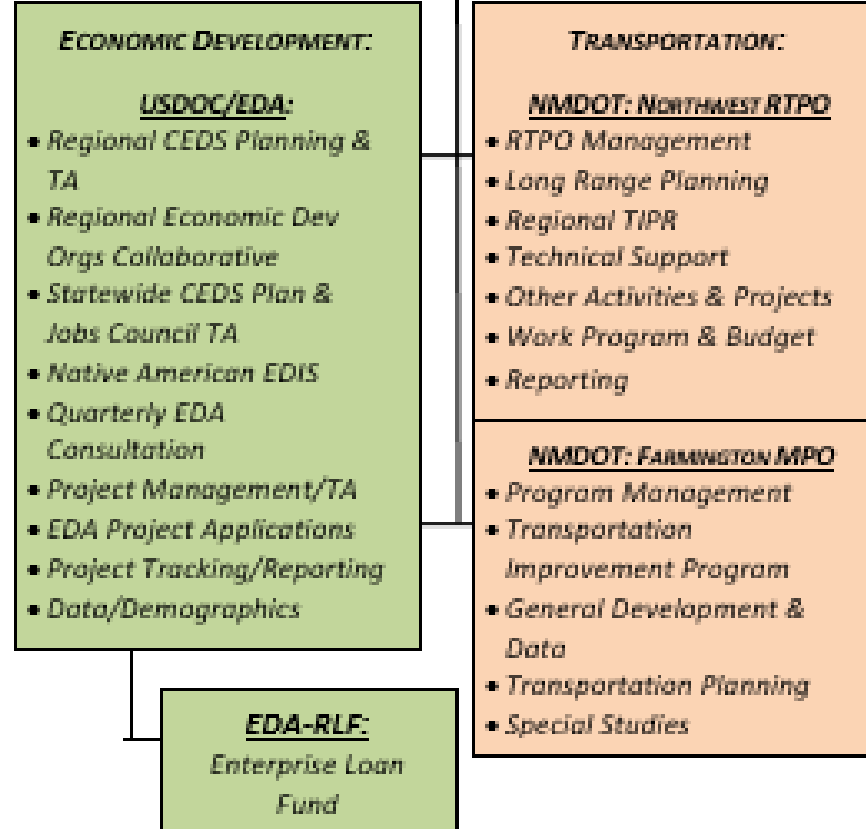 ECONOMIC DEVELOPMENT:
USDOC/EDA:
• Regional CEDS Planning &
TA
• Regional Economic Dev
Orgs Collaborative
• Statewide CEDS Plan &
Jobs Council TA
• Native American EDIS
• Quarterly EDA
Consultation
• Project Management/TA
• EDA Project Applications
• Project Tracking/Reporting
• Data/Demographics
EDA-RLF:
Enterprise Loan
Fund
TRANSPORTATION:
NMDOT: NORTHWEST RTPO
• RTPO Management
• Long Range Planning
• Regional TIPR
• Technical Support
• Other Activities & Projects
• Work Program & Budget
• Reporting
NMDOT: FARMINGTON MPO
• Program Management
• Transportation
Improvement Program
• General Development &
Data
• Transportation Planning
• Special Studies